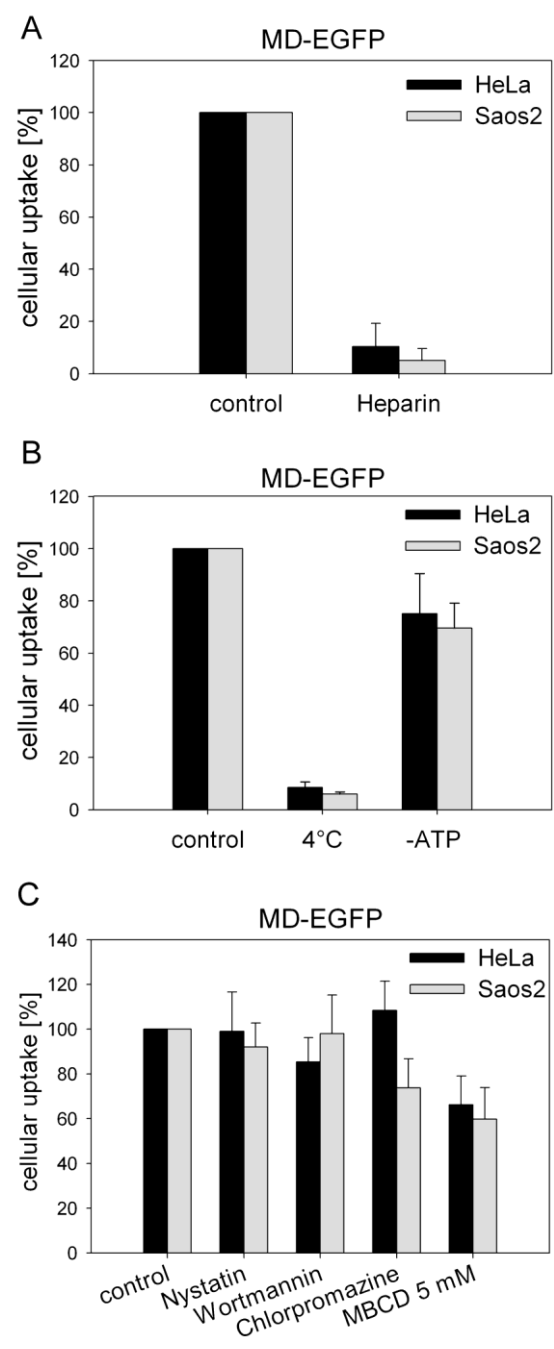 A
MD-EGFP
cellular uptake [%]
120
100
80
60
40
20
0
HeLa
Saos2
control Heparin
B
MD-EGFP
cellular uptake [%]
120
100
80
60
40
20
0
HeLa
Saos2
control 4°C -ATP
C
MD-EGFP
cellular uptake [%]
140
120
100
80
60
40
20
0
HeLa
Saos2
control Nystatin Wortmannin Chlorpromazine MBCD 5 mM